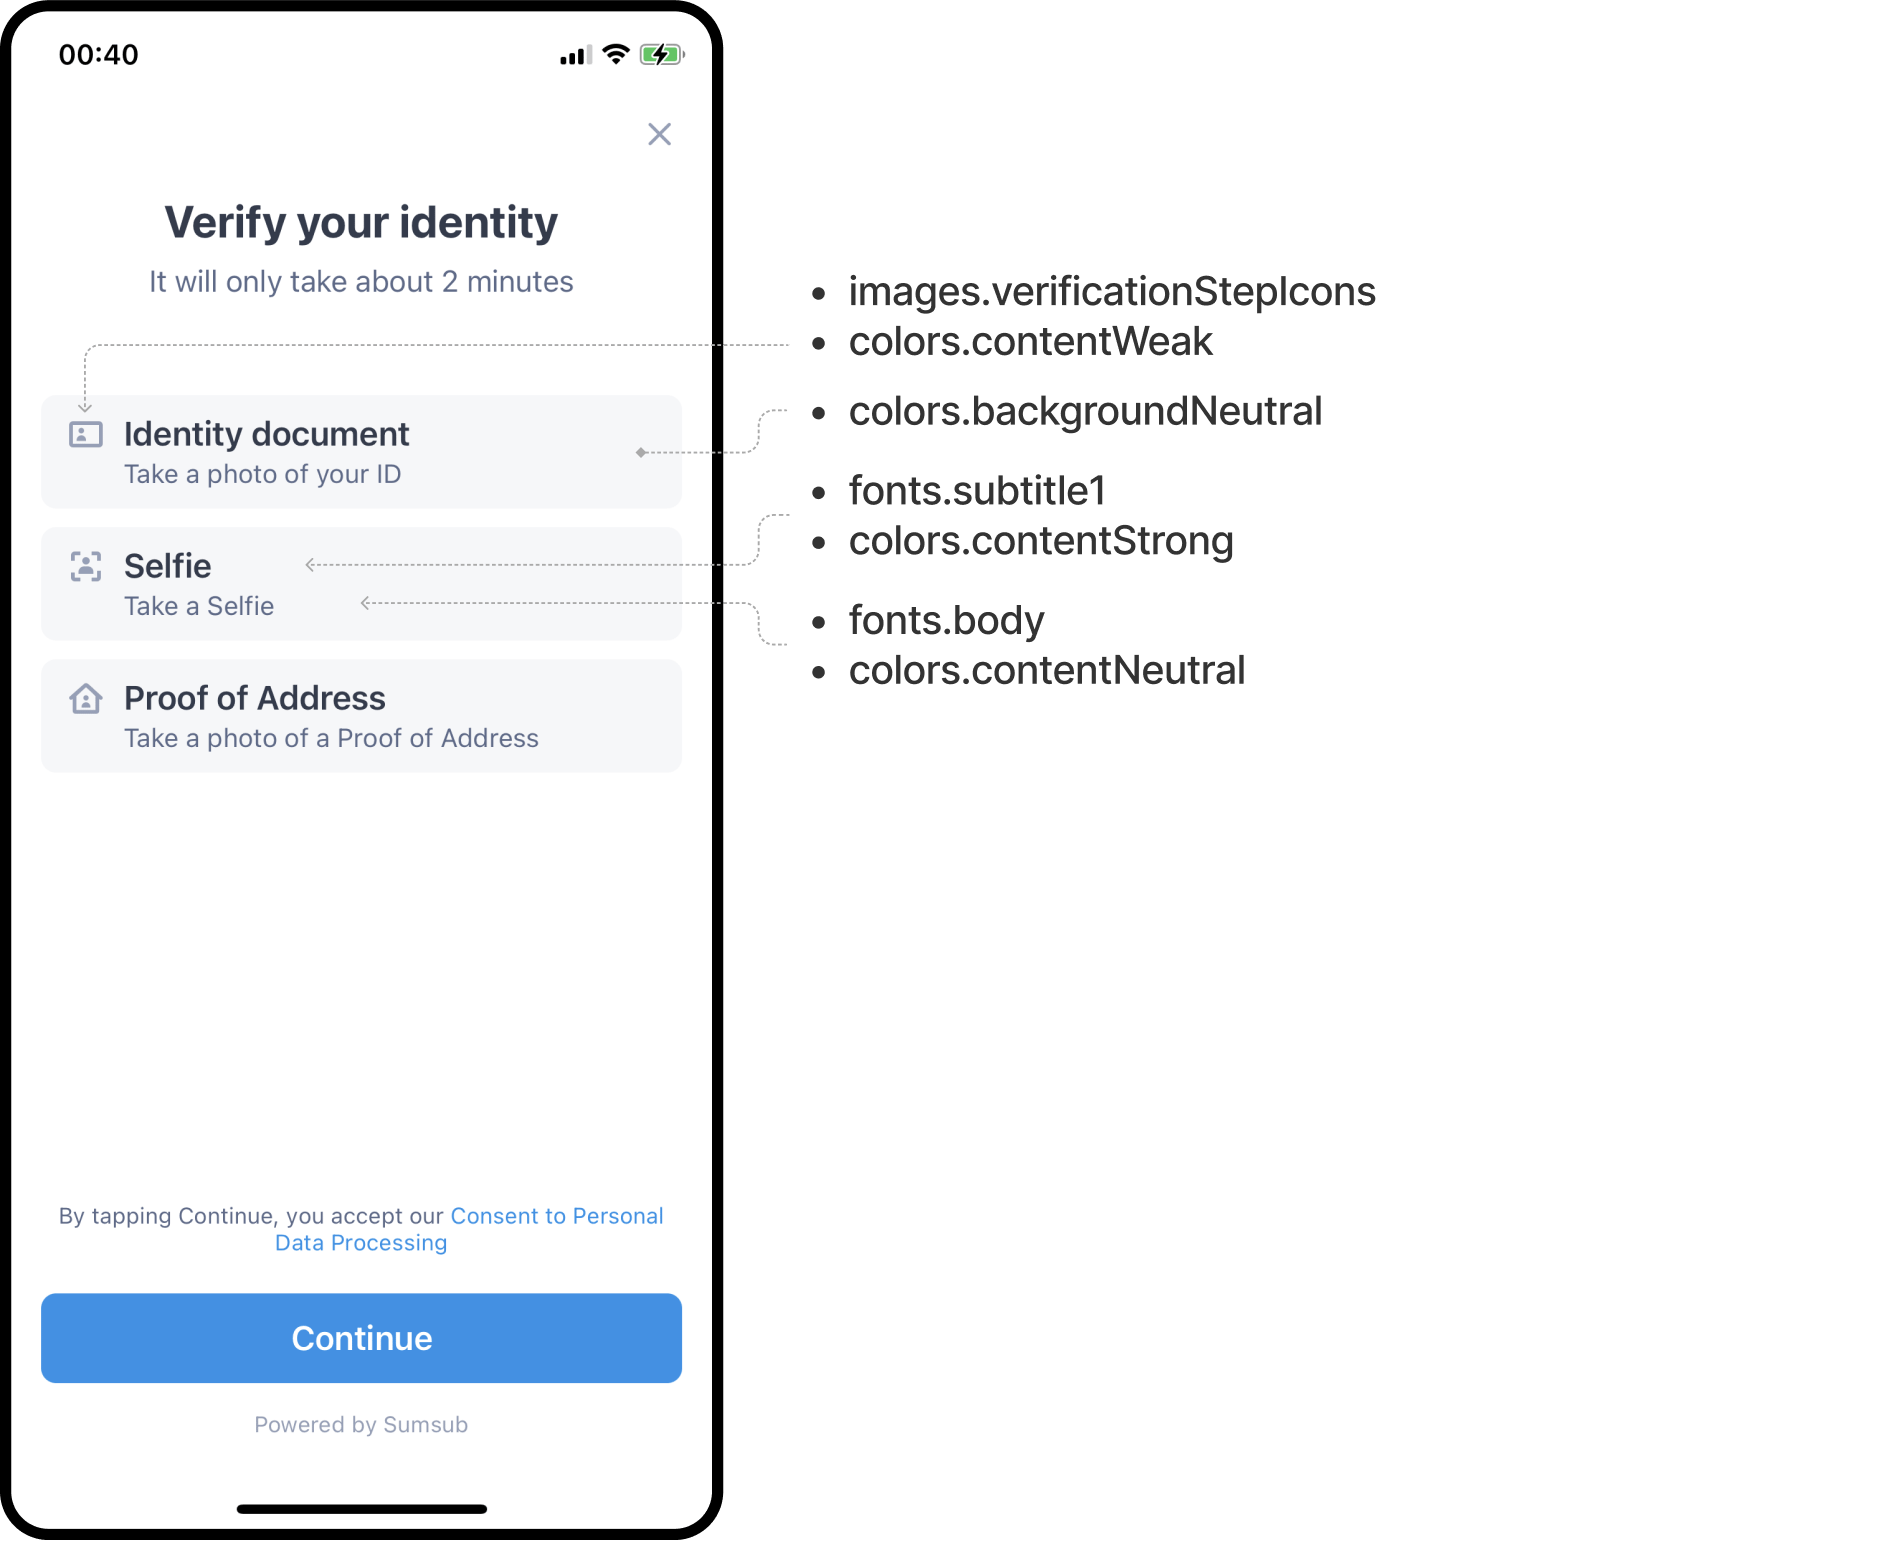 00:40
Verify your identity
It will only take about 2 minutes
Identity document
Take a photo of your ID
Selfie
Take a Selfie
Proof of Address
Take a photo of a Proof of Address
By tapping Continue, you accept our Consent to Personal
Data Processing
Continue
Powered by Sumsub
• images.verificationStepIcons
• colors.contentWeak
• colors.backgroundNeutral
• fonts.subtitle1
• colors.contentStrong
• fonts.body
• colors.contentNeutral